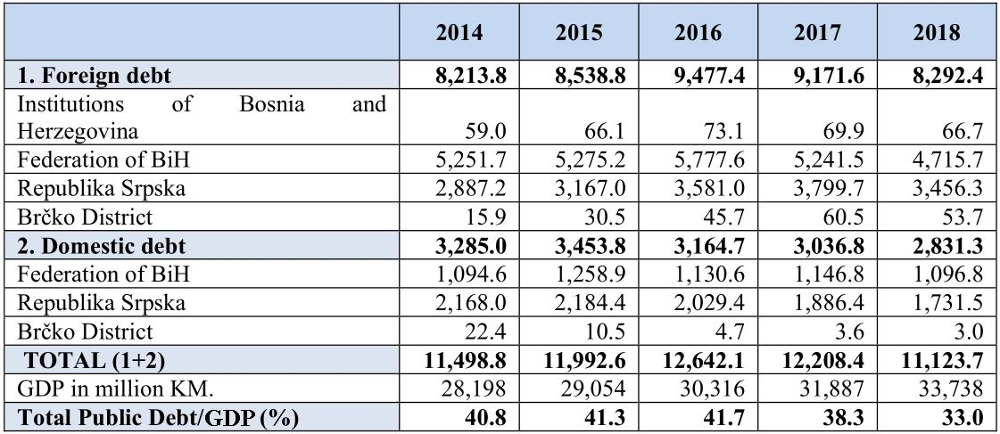 2014 2015 2016 2017 2018
1. Foreign debt 8,213.8 8,538.8 9,477.4 9,171.6 8,292.4
Institutions of Bosnia and
Herzegovina 59.0 66.1 73.1 69.9 66.7
Federation of BiH 5,251.7 5,275.2 5,777.6 5,241.5 4,715.7
Republika Srpska 2,887.2 3,167.0 3,581.0 3,799.7 3,456.3
Brčko District 15.9 30.5 45.7 60.5 53.7
2. Domestic debt 3,285.0 3,453.8 3,164.7 3,036.8 2,831.3
Federation of BiH 1,094.6 1,258.9 1,130.6 1,146.8 1,096.8
Republika Srpska 2,168.0 2,184.4 2,029.4 1,886.4 1,731.5
Brčko District 22.4 10.5 4.7 3.6 3.0
TOTAL (1+2) 11,498.8 11,992.6 12,642.1 12,208.4 11,123.7
GDP in million KM. 28,198 29,054 30,316 31,887 33,738
Total Public Debt/GDP (%) 40.8 41.3 41.7 38.3 33.0